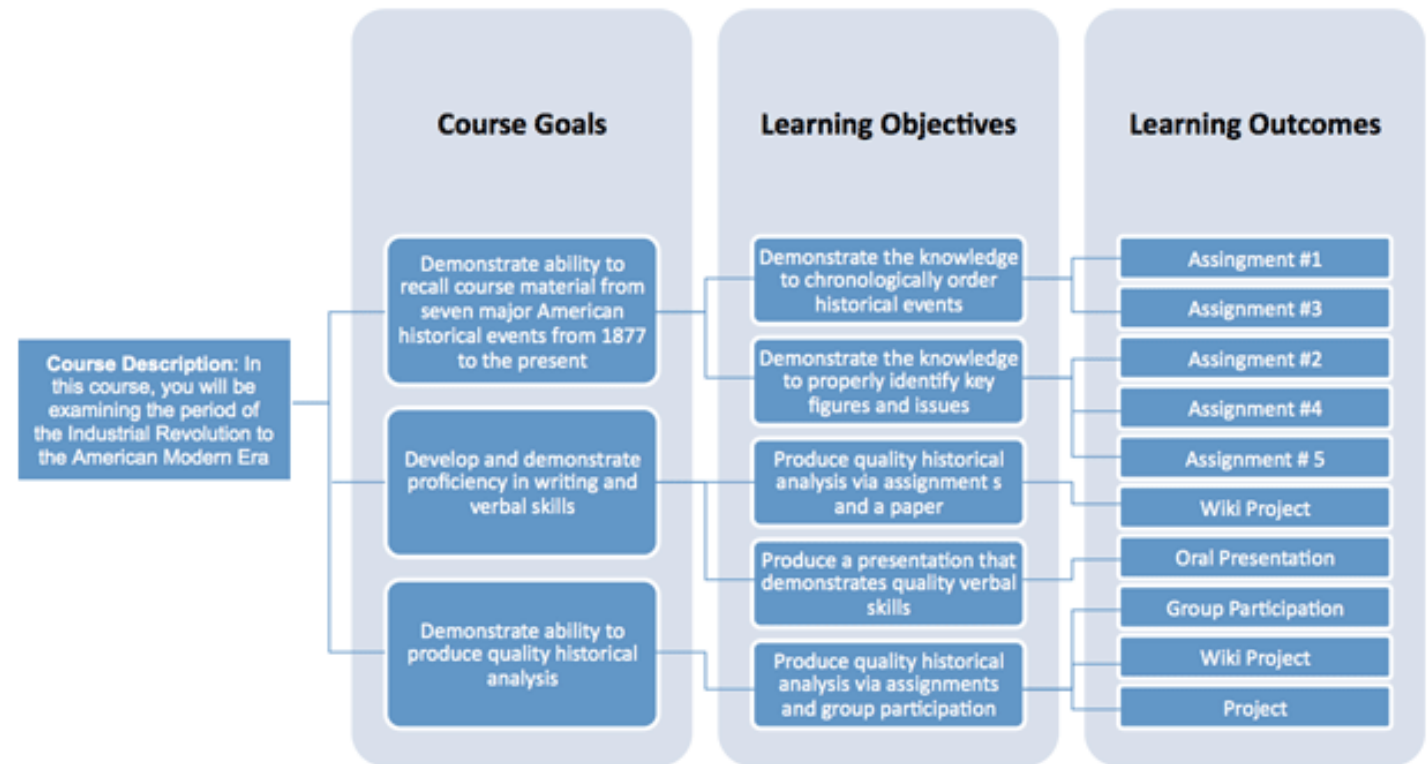 Course Goals
Learning Objectives
Learning Outcomes
Course Description: In
this course, you will be
examining the period of
the Industrial Revolution to
the American Modern Era
Demonstrate ability to
recall course material from
seven major American
historical events from 1877
to the present
Develop and demonstrate
proficiency in writing and
verbal skills
Demonstrate ability to
produce quality historical
analysis
Demonstrate the knowledge
to chronologically order
historical events
Demonstrate the knowledge
to properly identify key
figures and issues
Produce quality historical
analysis via assignment s
and a paper
Produce a presentation that
demonstrates quality verbal
skills
Produce quality historical
analysis via assignments
and group participation
Assingment #1
Assignment #3
Assingment #2
Assignment #4
Assignment # 5
Wiki Project
Oral Presentation
Group Participation
Wiki Project
Project